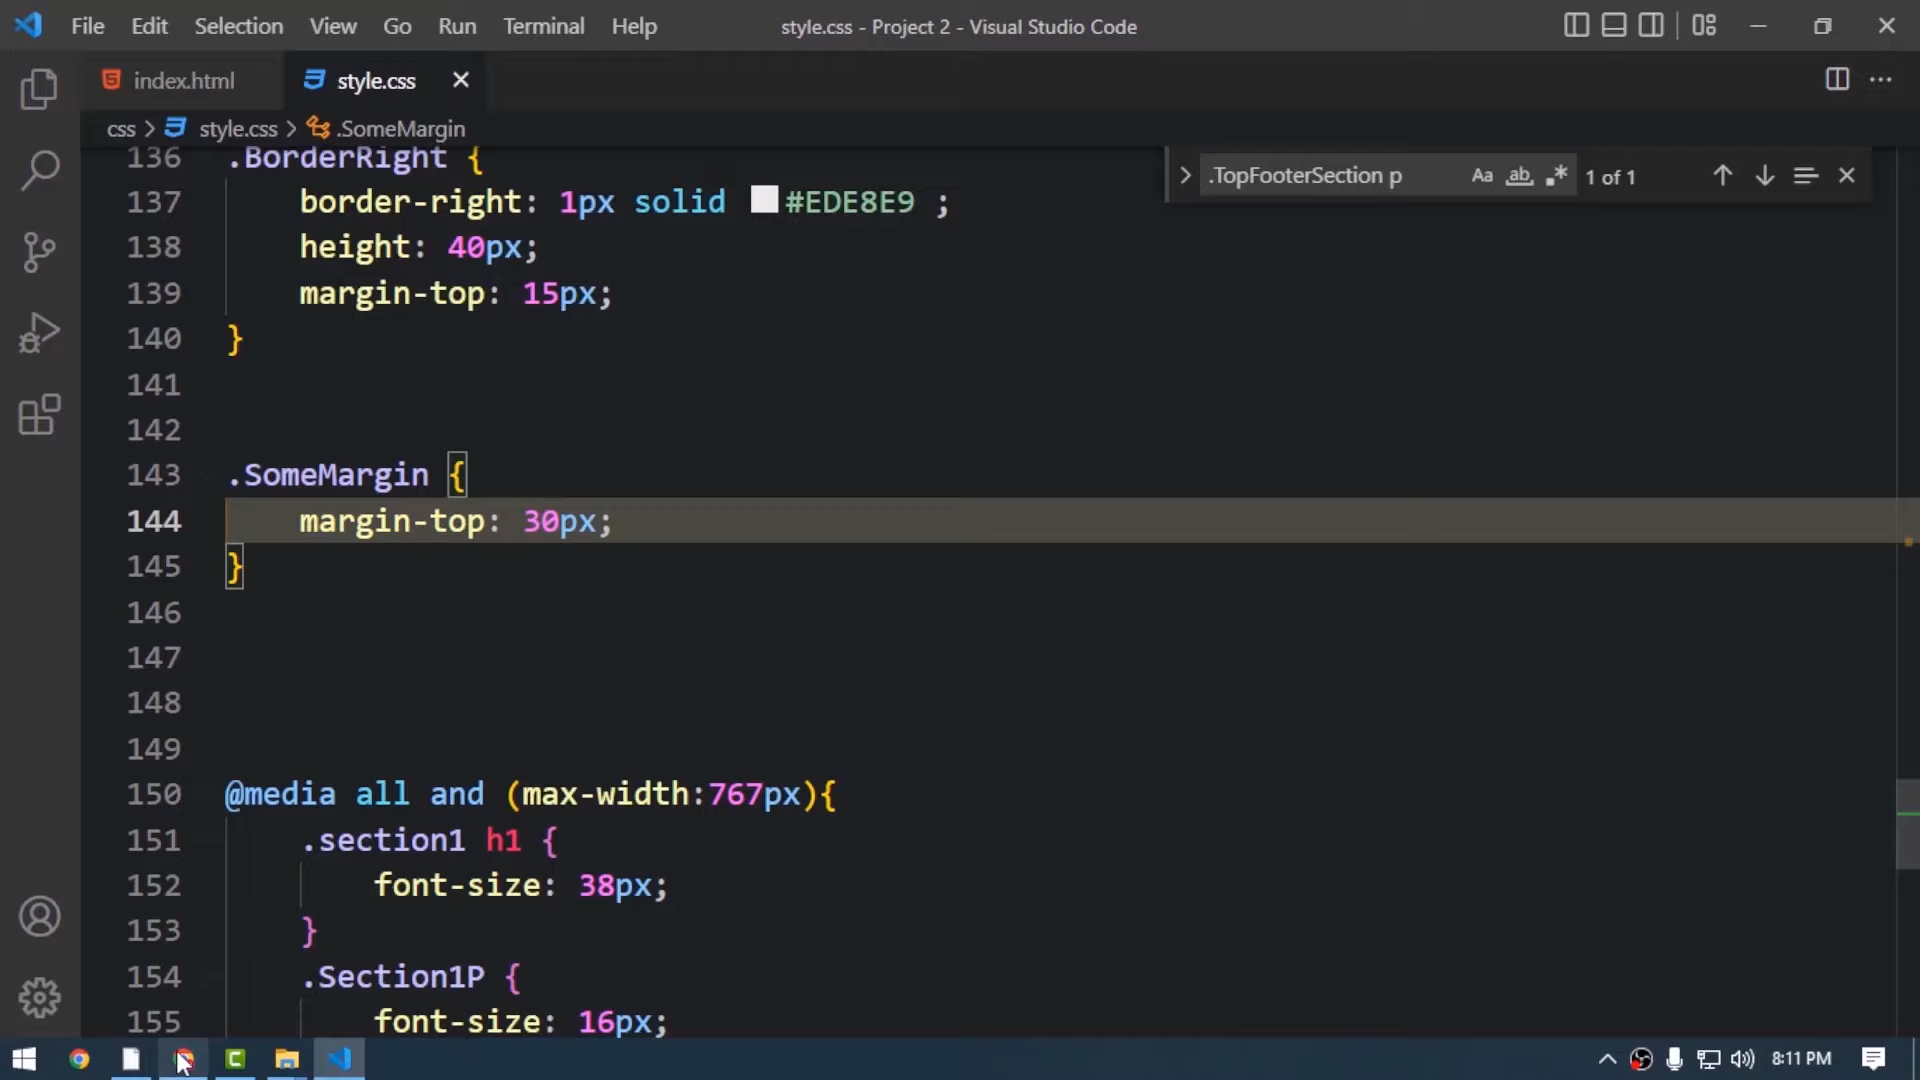 File Edit Selection View Go Run Terminal Help style.css - Project 2 - Visual Studio Code
index.html style.css
css > style.css > .SomeMargin
.TopFooterSection p Aa ab 1 of 1
136 .BorderRight {
137 border-right: 1px solid #EDE8E9 ;
138 height: 40px;
139 margin-top: 15px;
140 }
141
142
143 .SomeMargin {
144 margin-top: 30px;
145 }
146
147
148
149
150 @media all and (max-width:767px){
151 .section1 h1 {
152 font-size: 38px;
153 }
154 .Section1P {
155 font-size: 16px;
8:11 PM